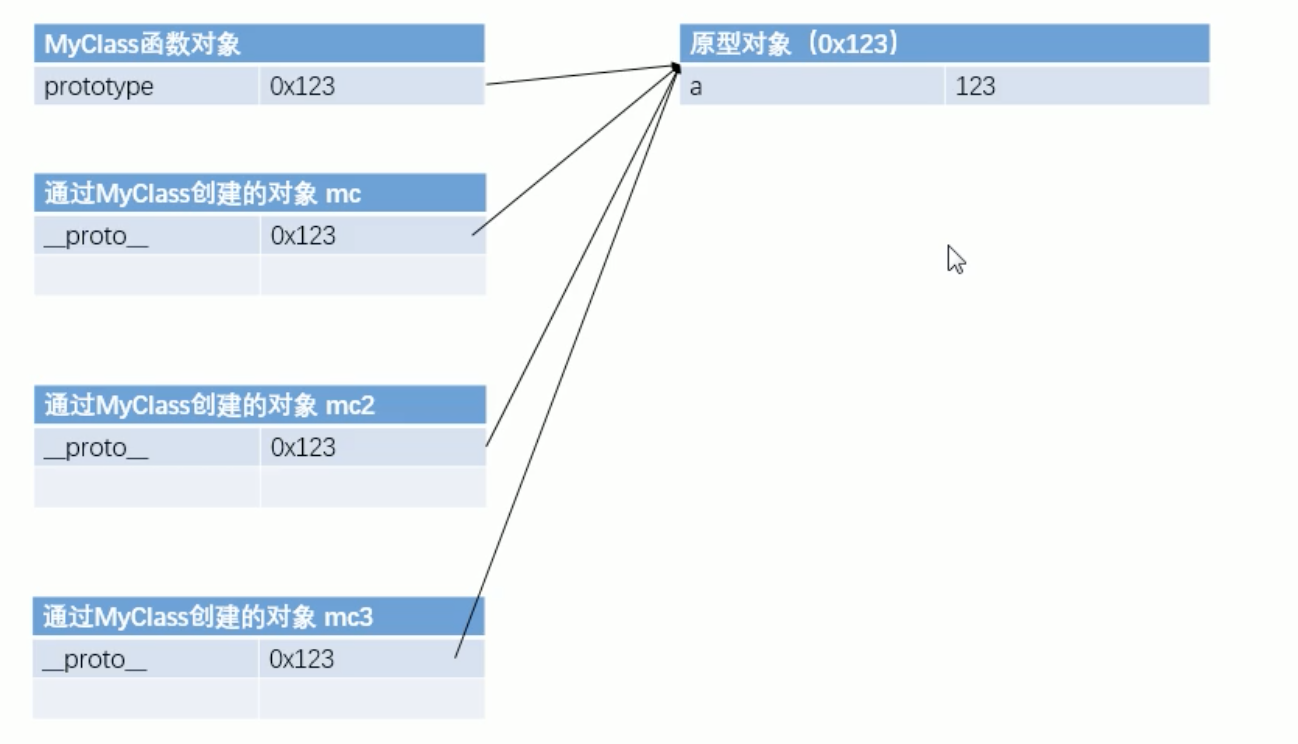 MyClass函数对象
prototype 0x123
原型对象（0x123）
a 123
通过MyClass创建的对象 mc
__proto__ 0x123
通过MyClass创建的对象 mc2
__proto__ 0x123
通过MyClass创建的对象 mc3
__proto__ 0x123